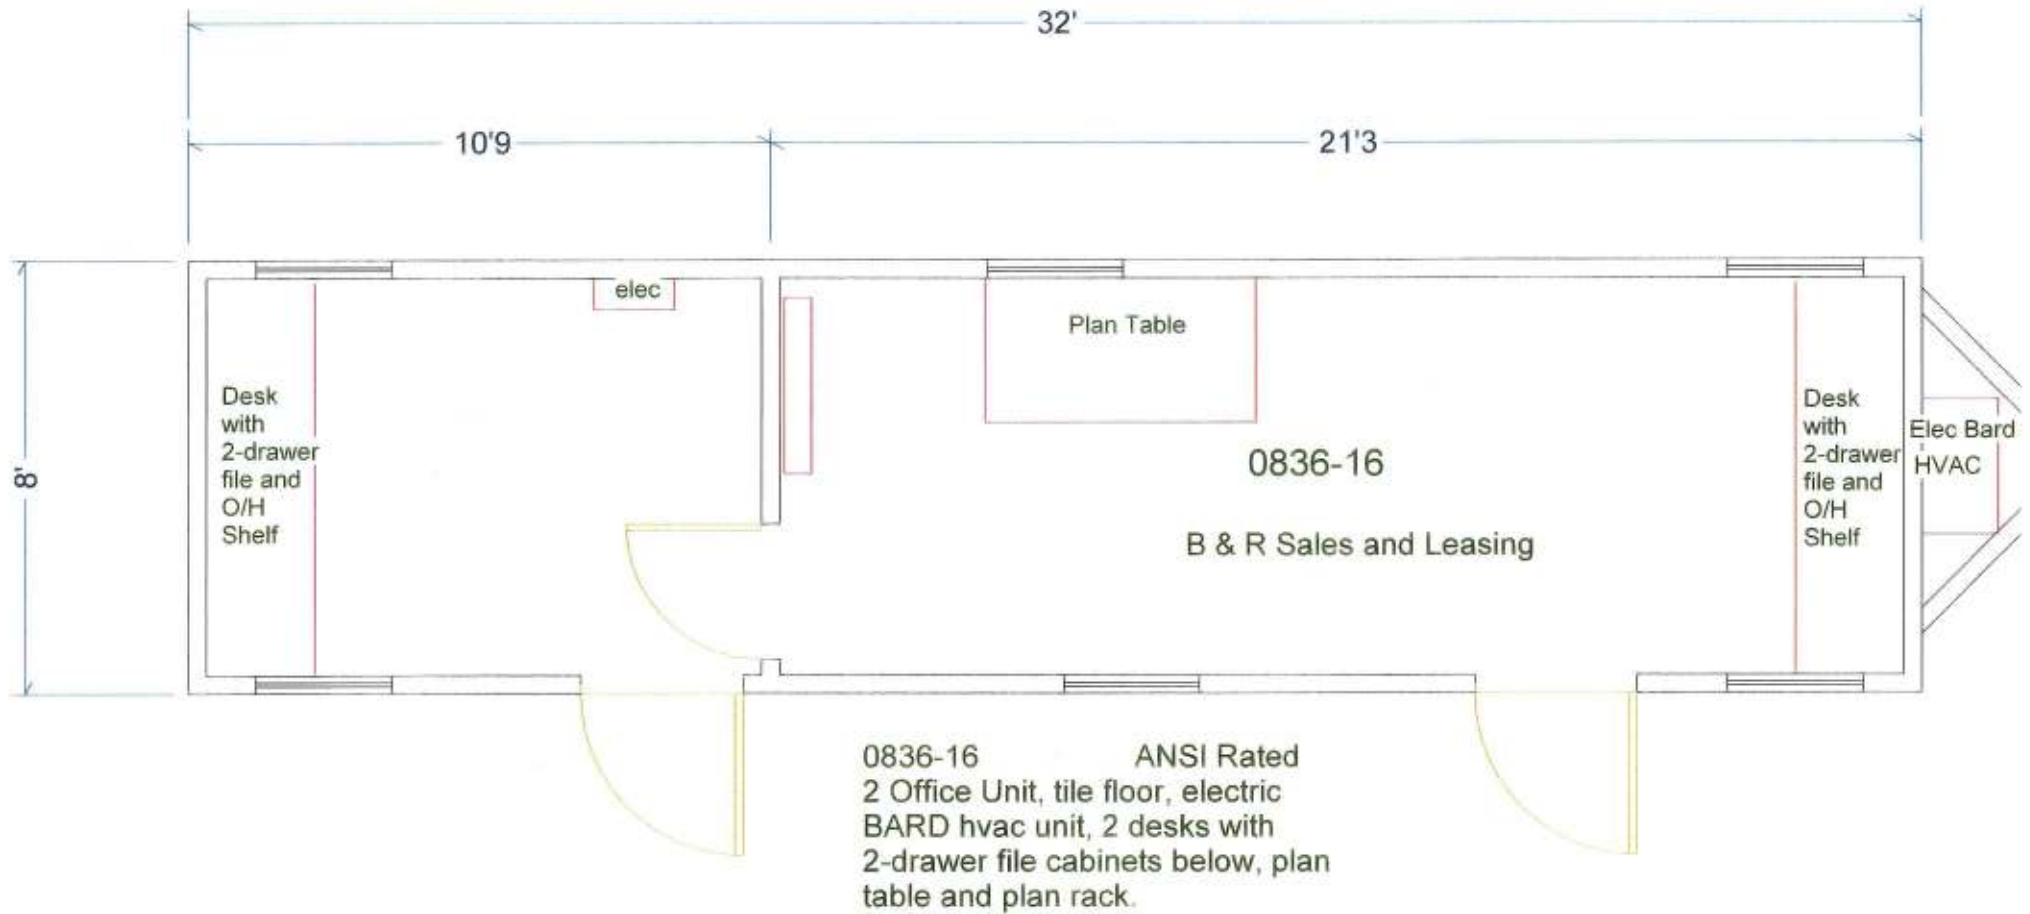 32'
10'9
21'3
8'
elec
Plan Table
Desk
with
2-drawer
file and
O/H
Shelf
0836-16
B & R Sales and Leasing
Desk
with
2-drawer
file and
O/H
Shelf
Elec Bard
HVAC
0836-16 ANSI Rated
2 Office Unit, tile floor, electric
BARD hvac unit, 2 desks with
2-drawer file cabinets below, plan
table and plan rack.